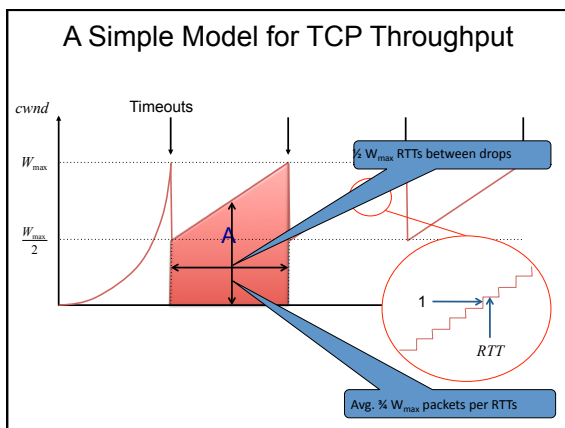 A Simple Model for TCP Throughput
cwnd
Timeouts
½ Wmax RTTs between drops
Wmax
A
Wmax
2
1
RTT
Avg. ¾ Wmax packets per RTTs